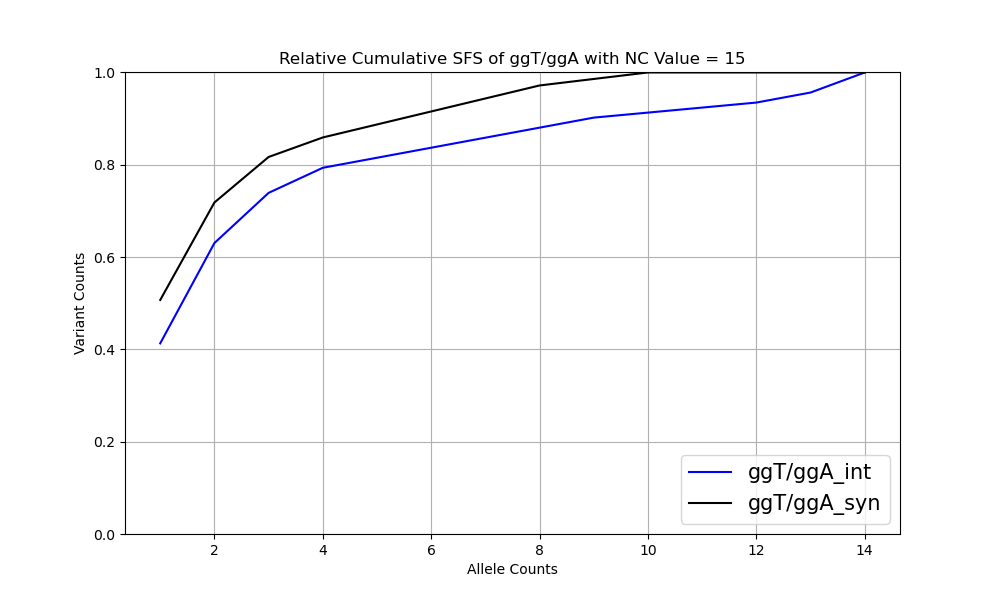 Relative Cumulative SFS of ggT/ggA with NC Value = 15
1.0
0.8
0.6
0.4
0.2
0.0
Variant Counts
2 4 6 8 10 12 14
Allele Counts
ggT/ggA_int
ggT/ggA_syn